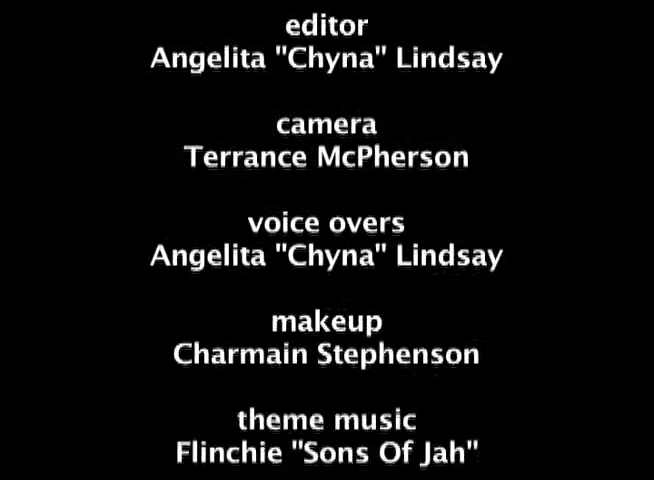 editor
Angelita "Chyna" Lindsay
camera
Terrance McPherson
voice overs
Angelita "Chyna" Lindsay
makeup
Charmain Stephenson
theme music
Flinchie "Sons Of Jah"